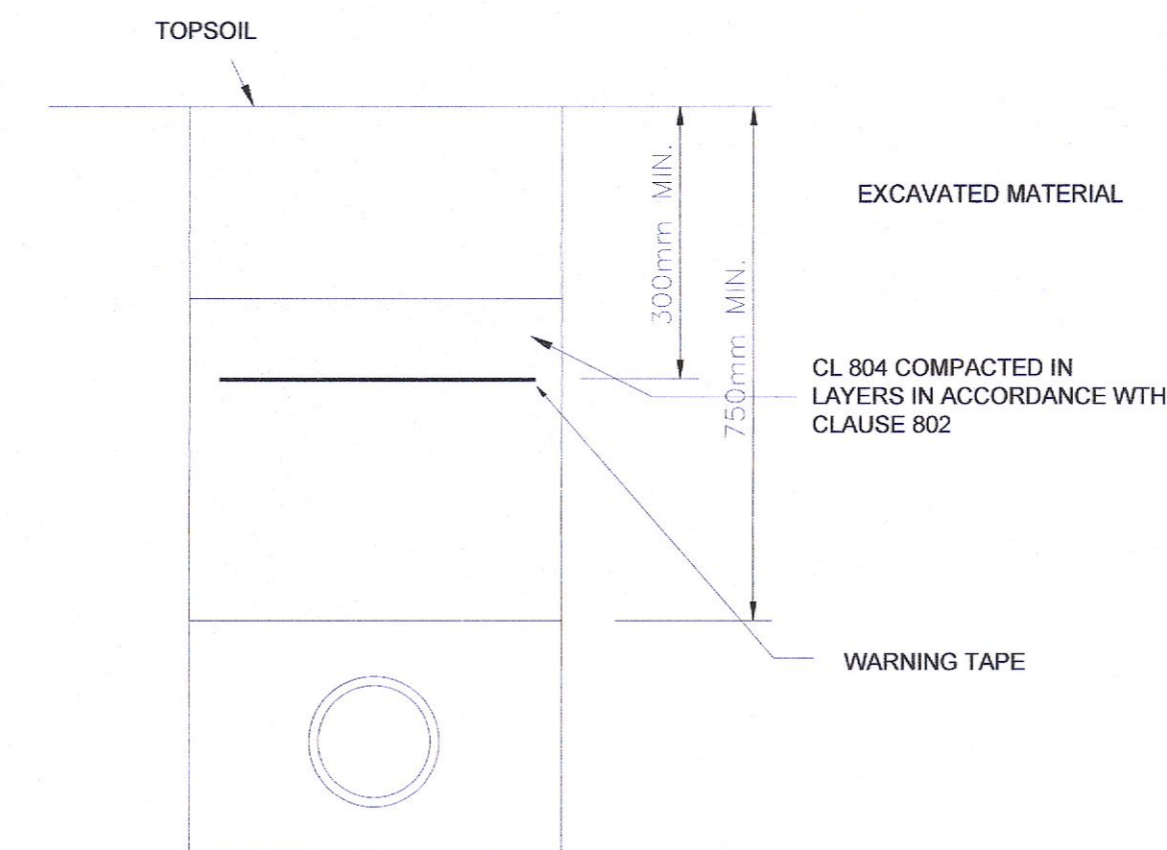 TOPSOIL
EXCAVATED MATERIAL
300mm MIN.
750mm MIN.
CL 804 COMPACTED IN
LAYERS IN ACCORDANCE WTH
CLAUSE 802
WARNING TAPE